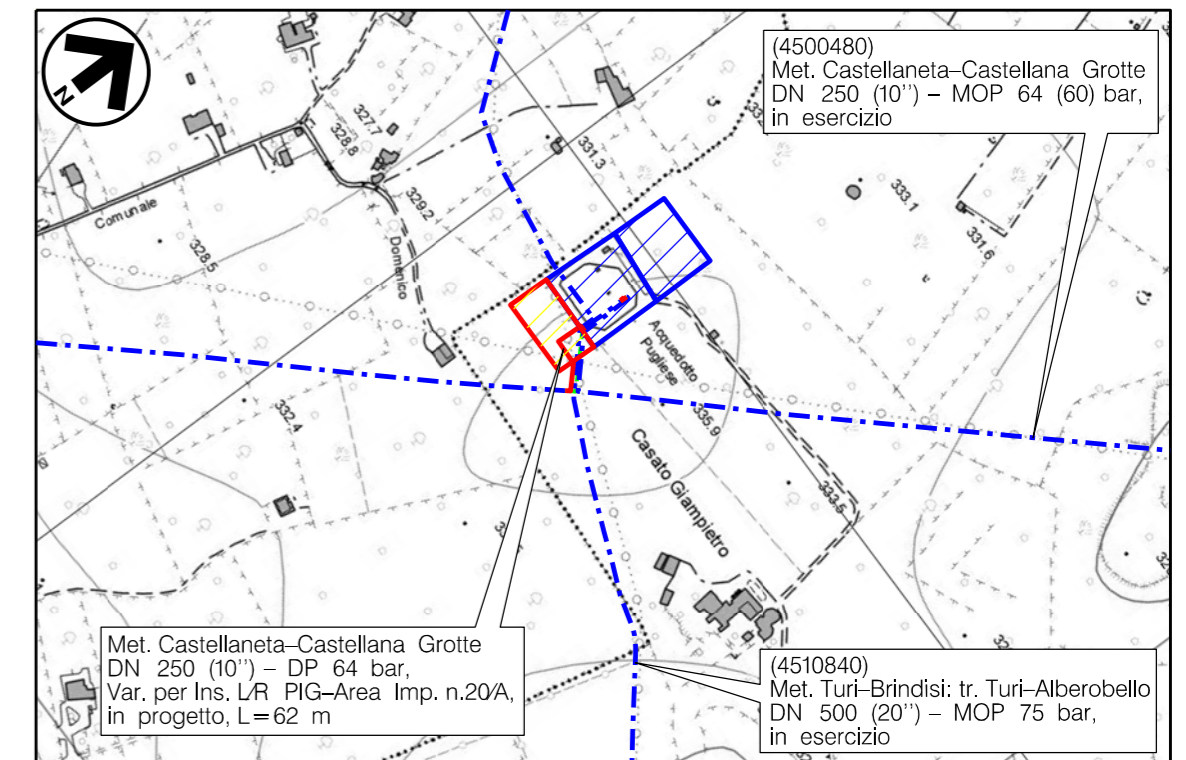 N
(4500480)
Met. Castellaneta–Castellana Grotte
DN 250 (10'') – MOP 64 (60) bar,
in esercizio
327.7
328.8
331.3
333.1
329.2
Comunale
Domenico
328.5
331.6
Acquedotto
Pugliese
335.9
332.4
Casato Giampietro
333.5
Met. Castellaneta–Castellana Grotte
DN 250 (10'') – DP 64 bar,
Var. per Ins. L/R PIG–Area Imp. n.20/A,
in progetto, L=62 m
(4510840)
Met. Turi–Brindisi: tr. Turi–Alberobello
DN 500 (20'') – MOP 75 bar,
in esercizio